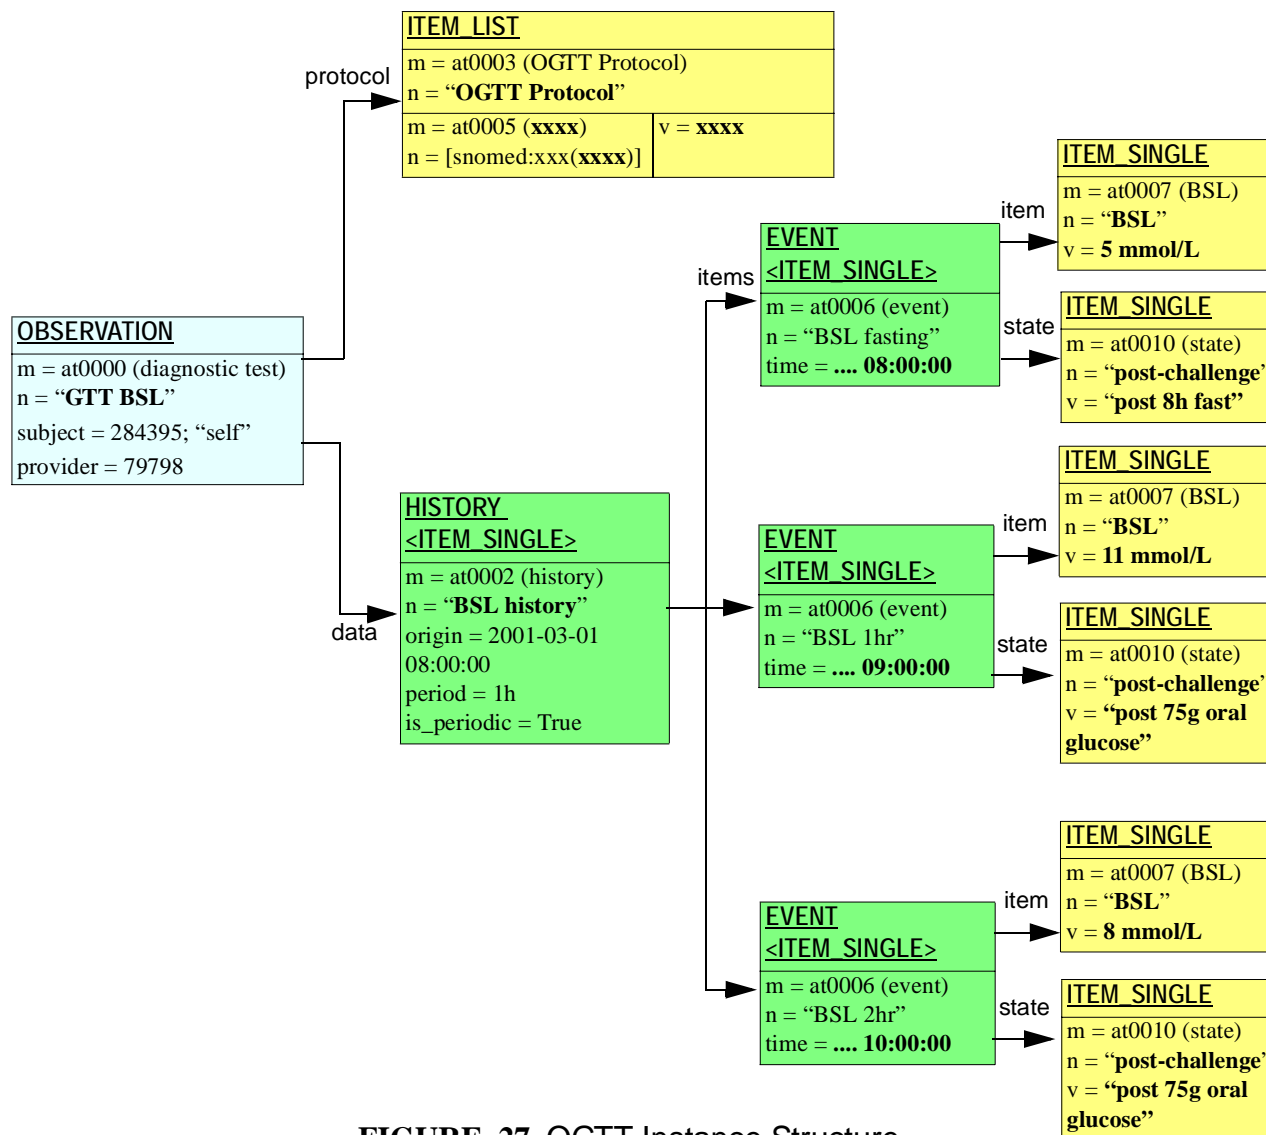 ITEM_LIST
m = at0003 (OGTT Protocol)
n = “OGTT Protocol”
m = at0005 (xxxx)
n = [snomed:xxx(xxxx)]
v = xxxx
protocol
OBSERVATION
m = at0000 (diagnostic test)
n = “GTT BSL”
subject = 284395; “self”
provider = 79798
data
HISTORY
<ITEM_SINGLE>
m = at0002 (history)
n = “BSL history”
origin = 2001-03-01
08:00:00
period = 1h
is_periodic = True
items
EVENT
<ITEM_SINGLE>
m = at0006 (event)
n = “BSL fasting”
time = .... 08:00:00
item
ITEM_SINGLE
m = at0007 (BSL)
n = “BSL”
v = 5 mmol/L
state
ITEM_SINGLE
m = at0010 (state)
n = “post-challenge”
v = “post 8h fast”
EVENT
<ITEM_SINGLE>
m = at0006 (event)
n = “BSL 1hr”
time = .... 09:00:00
item
ITEM_SINGLE
m = at0007 (BSL)
n = “BSL”
v = 11 mmol/L
state
ITEM_SINGLE
m = at0010 (state)
n = “post-challenge”
v = “post 75g oral
glucose”
EVENT
<ITEM_SINGLE>
m = at0006 (event)
n = “BSL 2hr”
time = .... 10:00:00
item
ITEM_SINGLE
m = at0007 (BSL)
n = “BSL”
v = 8 mmol/L
state
ITEM_SINGLE
m = at0010 (state)
n = “post-challenge”
v = “post 75g oral
glucose”
FIGURE 27 OGTT Instance Structure